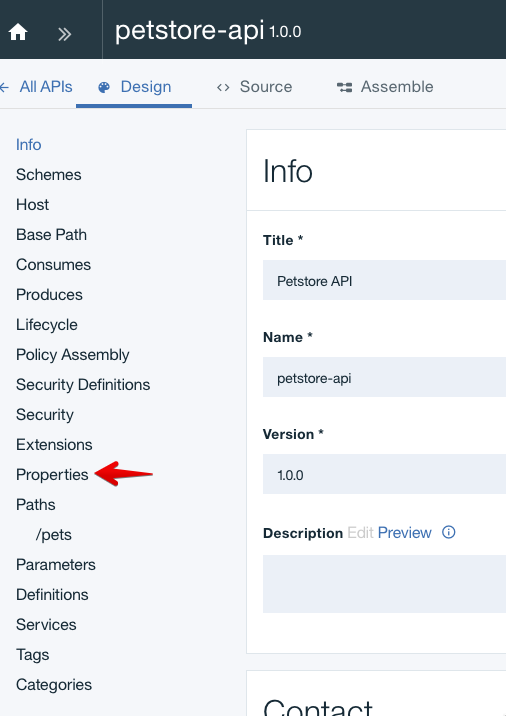 petstore-api 1.0.0
All APIs Design Source Assemble
Info
Schemes
Host
Base Path
Consumes
Produces
Lifecycle
Policy Assembly
Security Definitions
Security
Extensions
Properties
Paths
/pets
Parameters
Definitions
Services
Tags
Categories
Info
Title *
Petstore API
Name *
petstore-api
Version *
1.0.0
Description Edit Preview
Contact